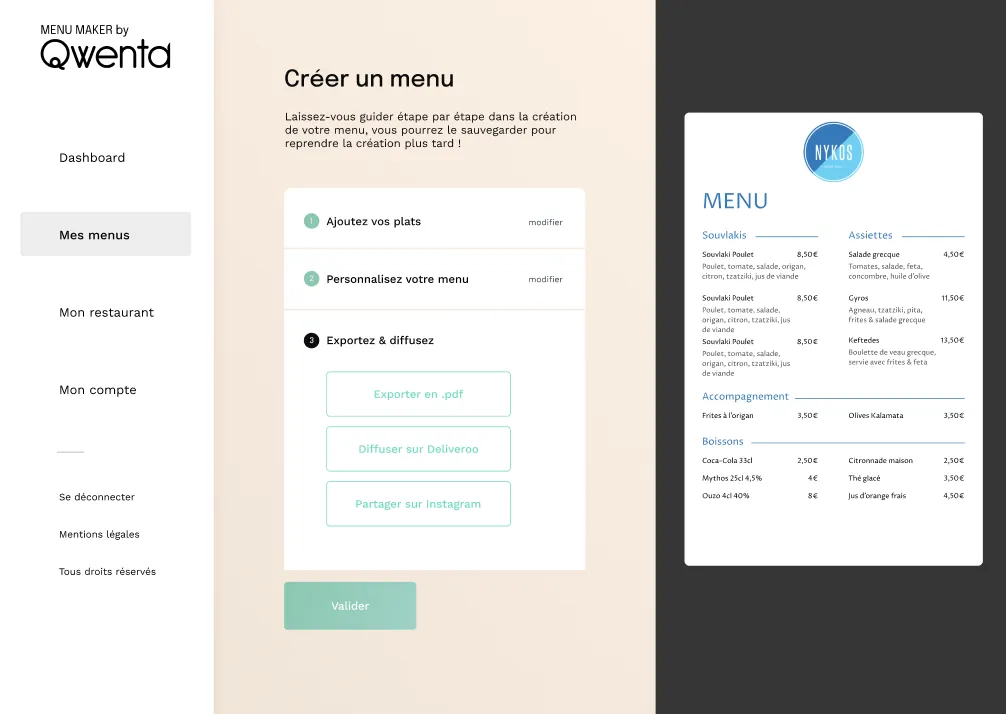 MENU MAKER by
Qwenta
Dashboard
Mes menus
Mon restaurant
Mon compte
Se déconnecter
Mentions légales
Tous droits réservés
Créer un menu
Laissez-vous guider étape par étape dans la création
de votre menu, vous pourrez le sauvegarder pour
reprendre la création plus tard !
1 Ajoutez vos plats modifier
2 Personnalisez votre menu modifier
3 Exportez & diffusez
Exporter en .pdf
Diffuser sur Deliveroo
Partager sur Instagram
Valider
NYKOS
MENU
Souvlakis
Souvlaki Poulet 8,50€
Poulet, tomate, salade, origan,
citron, tzatziki, jus de viande
Souvlaki Poulet 8,50€
Poulet, tomate, salade,
origan, citron, tzatziki, jus
de viande
Souvlaki Poulet 8,50€
Poulet, tomate, salade,
origan, citron, tzatziki, jus
de viande
Assiettes
Salade grecque 4,50€
Tomates, salade, feta,
concombre, huile d'olive
Gyros 11,50€
Agneau, tzatziki, pita,
frites & salade grecque
Keftedes 13,50€
Boulette de veau grecque,
servie avec frites & feta
Accompagnement
Frites à l'origan 3,50€
Olives Kalamata 3,50€
Boissons
Coca-Cola 33cl 2,50€
Citronnade maison 2,50€
Mythos 25cl 4,5% 4€
Thé glacé 3,50€
Ouzo 4cl 40% 8€
Jus d'orange frais 4,50€